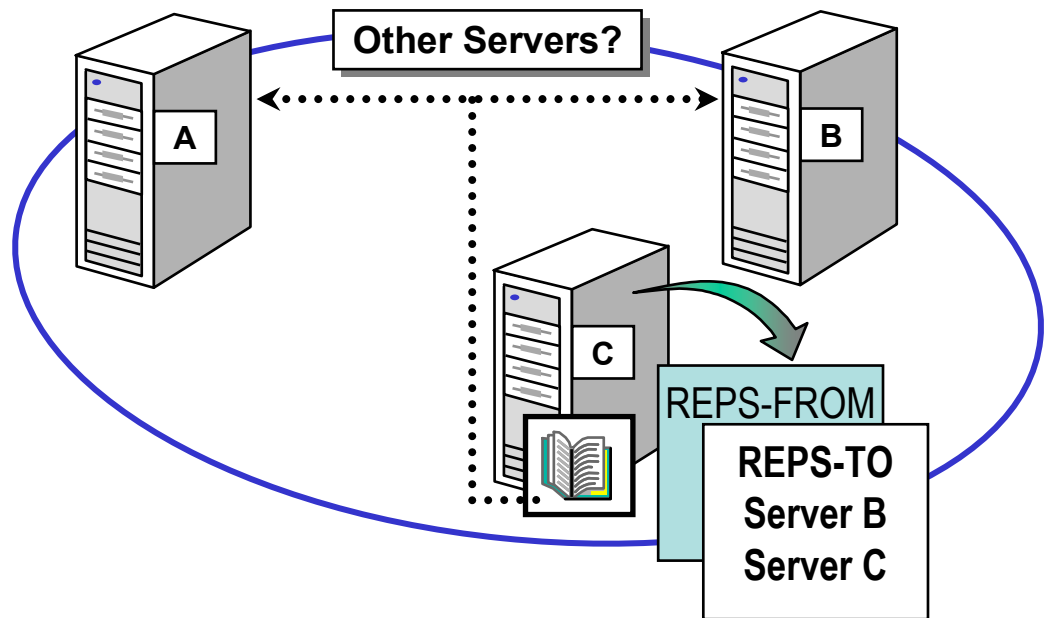 Other Servers?
A
B
C
REPS-FROM
REPS-TO
Server B
Server C